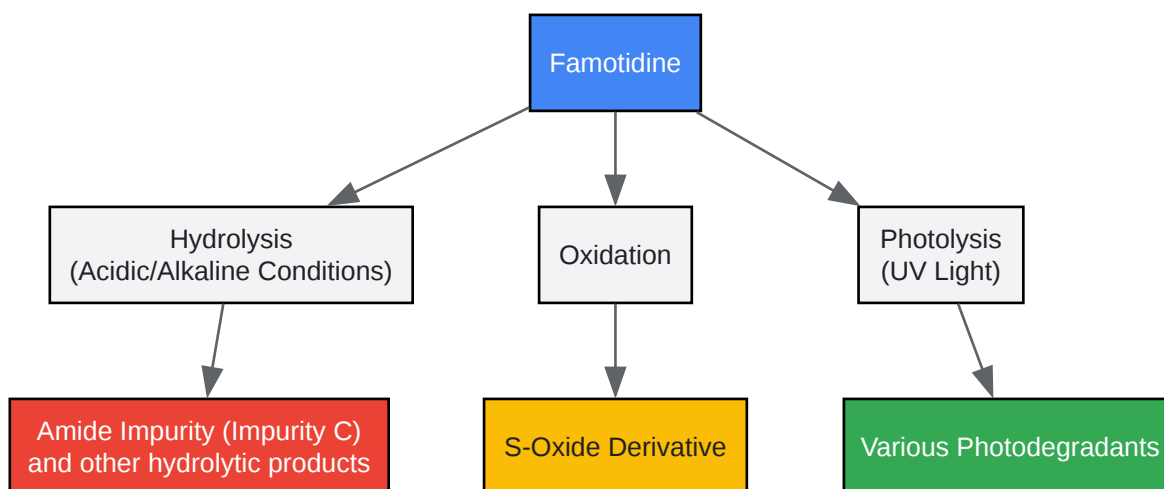 Famotidine
Hydrolysis
(Acidic/Alkaline Conditions)
Oxidation
Photolysis
(UV Light)
Amide Impurity (Impurity C)
and other hydrolytic products
S-Oxide Derivative
Various Photodegradants